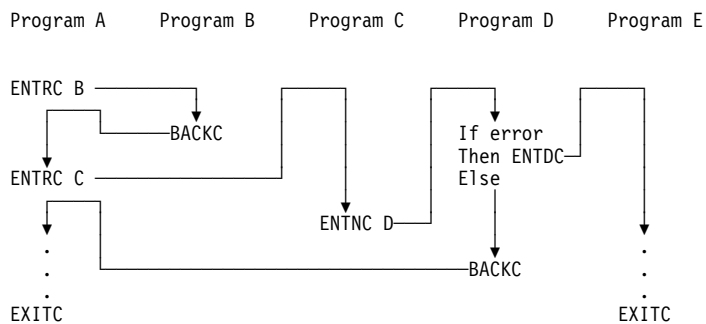 Program A Program B Program C Program D Program E
ENTRC B
BACKC If error
Then ENTDC
ENTRC C Else
ENTNC D
.
.
BACKC
.
.
.
.
EXITC EXITC